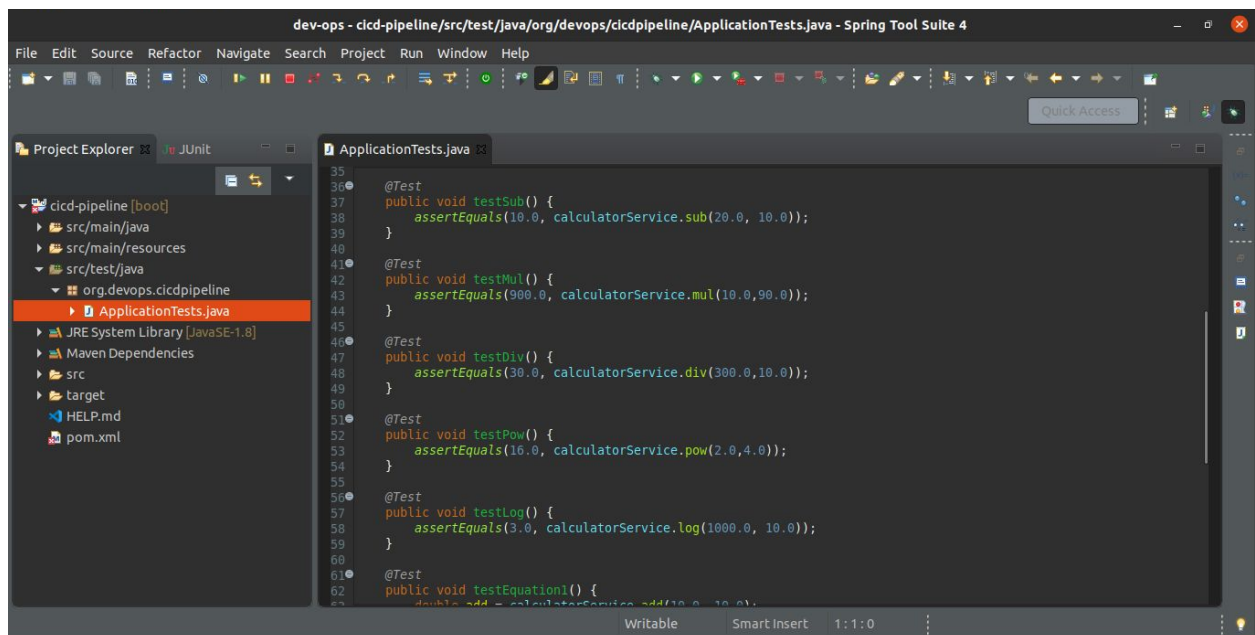 dev-ops - cicd-pipeline/src/test/java/org/devops/cicdpipeline/ApplicationTests.java - Spring Tool Suite 4
File Edit Source Refactor Navigate Search Project Run Window Help
Quick Access
Project Explorer JUnit
cicd-pipeline [boot]
src/main/java
src/main/resources
src/test/java
org.devops.cicdpipeline
ApplicationTests.java
JRE System Library [JavaSE-1.8]
Maven Dependencies
src
target
HELP.md
pom.xml
ApplicationTests.java
35
36 @Test
37 public void testSub() {
38 assertEquals(10.0, calculatorService.sub(20.0, 10.0));
39 }
40
41 @Test
42 public void testMul() {
43 assertEquals(900.0, calculatorService.mul(10.0,90.0));
44 }
45
46 @Test
47 public void testDiv() {
48 assertEquals(30.0, calculatorService.div(300.0,10.0));
49 }
50
51 @Test
52 public void testPow() {
53 assertEquals(16.0, calculatorService.pow(2.0,4.0));
54 }
55
56 @Test
57 public void testLog() {
58 assertEquals(3.0, calculatorService.log(1000.0, 10.0));
59 }
60
61 @Test
62 public void testEquation1() {
double add = calculatorService.add(10.0, 10.0);
Writable Smart Insert 1:1:0